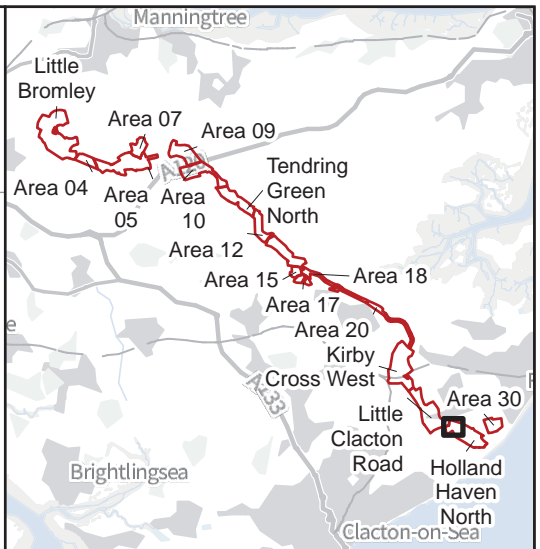 Manningtree
Little
Bromley
Area 07
Area 09
A120
Tendring
Green
North
Area 04
Area
05
Area
10
Area 12
Area 15
Area 18
Area 17
Area 20
Kirby
Cross West
A133
Area 30
Little
Clacton
Road
Holland
Haven
North
Brightlingsea
Clacton-on-Sea